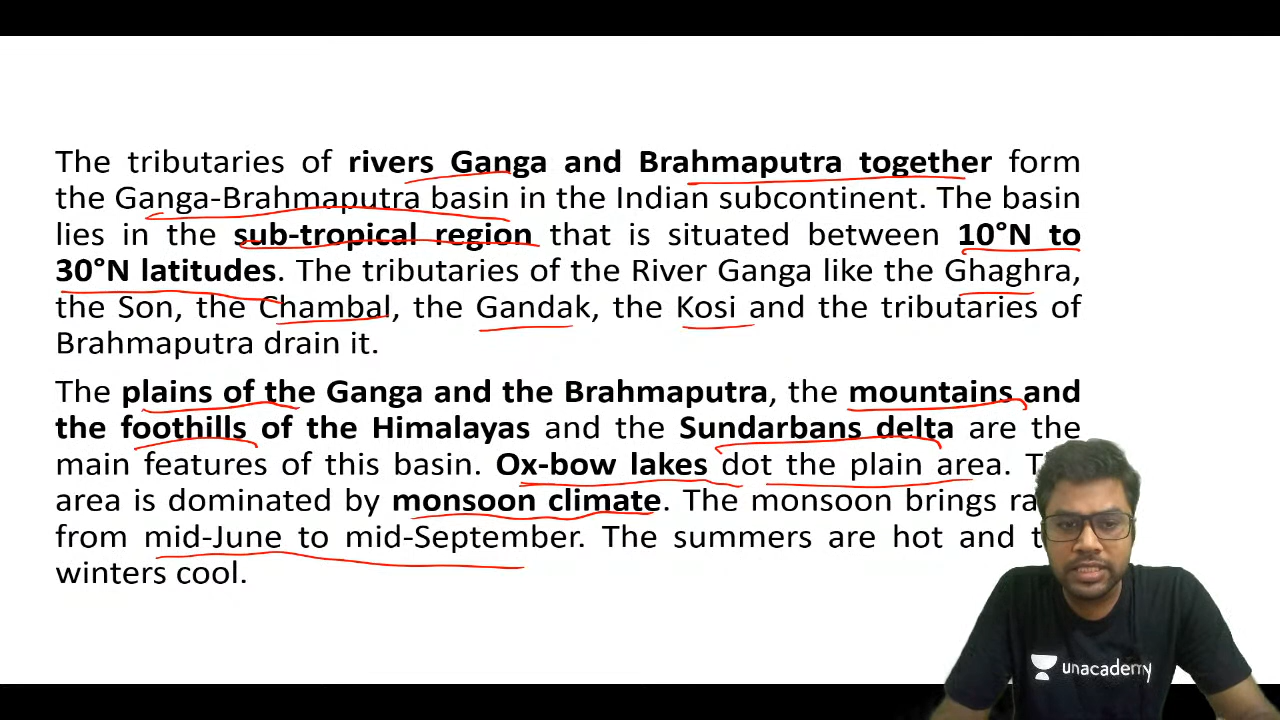 The tributaries of rivers Ganga and Brahmaputra together form
the Ganga-Brahmaputra basin in the Indian subcontinent. The basin
lies in the sub-tropical region that is situated between 10°N to
30°N latitudes. The tributaries of the River Ganga like the Ghaghra,
the Son, the Chambal, the Gandak, the Kosi and the tributaries of
Brahmaputra drain it.
The plains of the Ganga and the Brahmaputra, the mountains and
the foothills of the Himalayas and the Sundarbans delta are the
main features of this basin. Ox-bow lakes dot the plain area.
area is dominated by monsoon climate. The monsoon brings
from mid-June to mid-September. The summers are hot and
winters cool.
unacademy